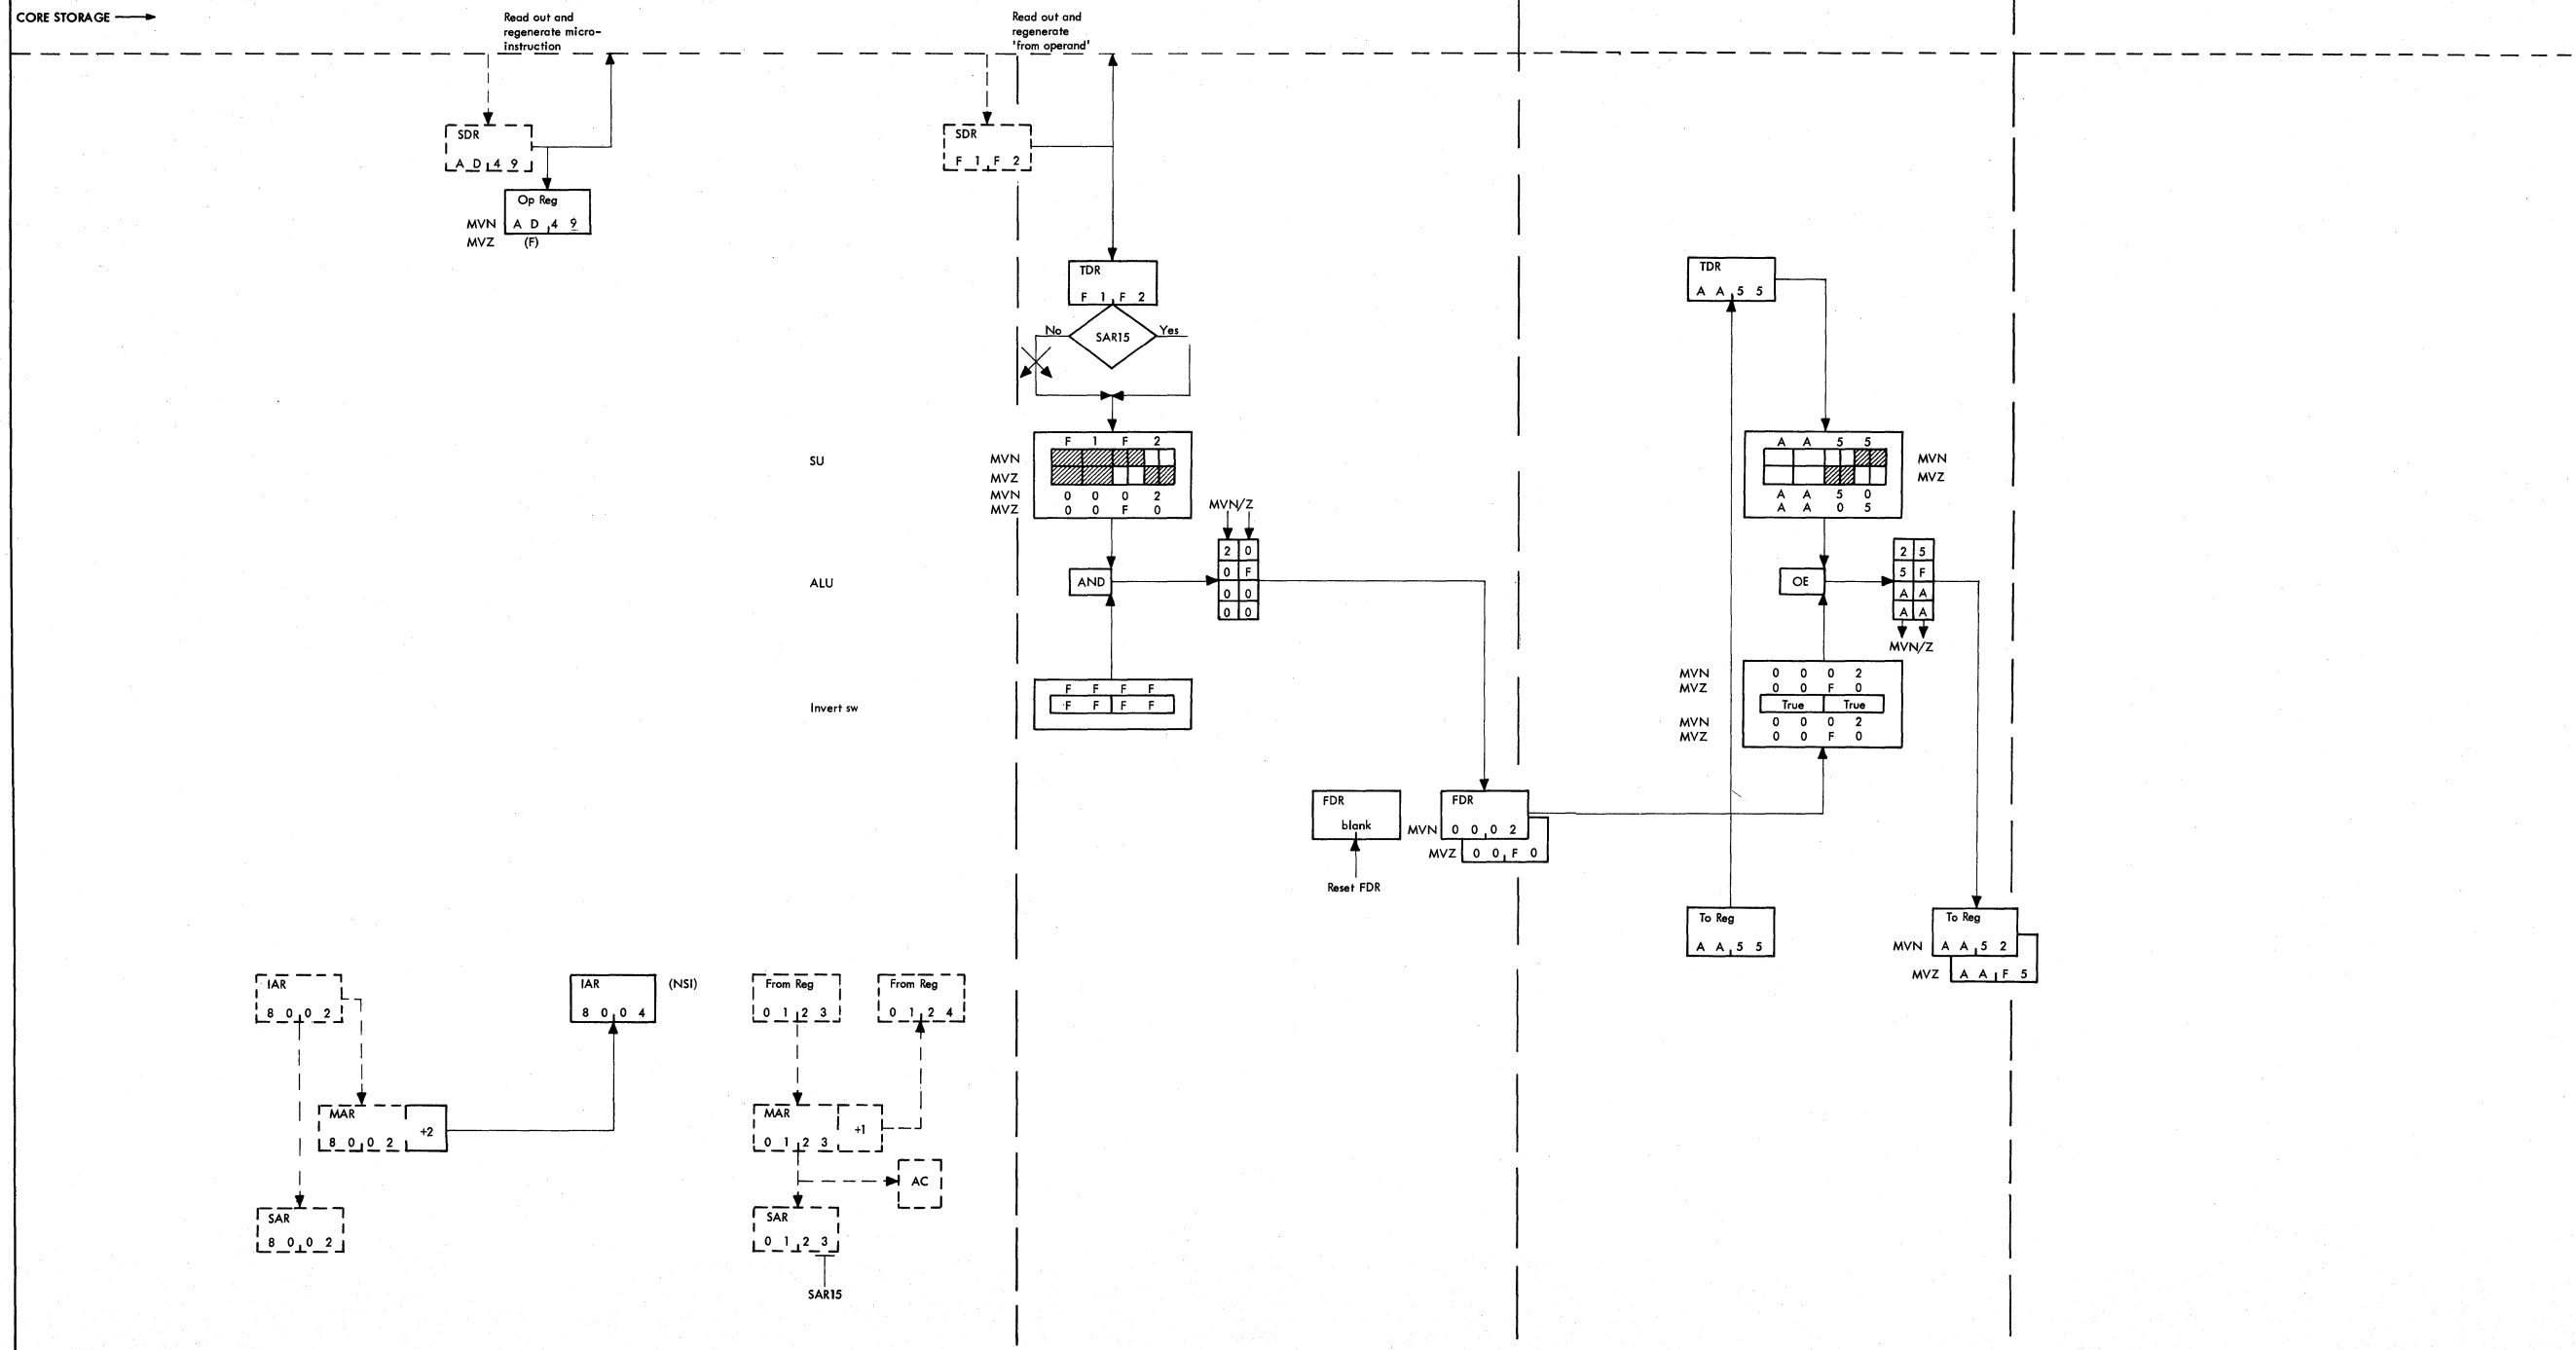 CORE STORAGE
Read out and
regenerate micro-
instruction
Read out and
regenerate
'from operand'
SDR
A D 4 9
SDR
F 1 F 2
Op Reg
MVN A D 4 9
MVZ (F)
TDR
F 1 F 2
TDR
A A 5 5
No SAR15 Yes
SU
F 1 F 2
MVN
MVZ
MVN 0 0 0 2
MVZ 0 0 F 0
A A 5 5
MVN
MVZ
A A 5 0
A A 0 5
MVN/Z
2 0
0 F
0 0
0 0
ALU
AND
OE
2 5
5 F
A A
A A
MVN/Z
Invert sw
F F F F
F F F F
MVN 0 0 0 2
MVZ 0 0 F 0
True True
MVN 0 0 0 2
MVZ 0 0 F 0
FDR
blank
Reset FDR
FDR
MVN 0 0 0 2
MVZ 0 0 F 0
To Reg
A A 5 5
To Reg
MVN A A 5 2
MVZ A A F 5
IAR
8 0 0 2
IAR (NSI)
8 0 0 4
From Reg
0 1 2 3
From Reg
0 1 2 4
MAR
8 0 0 2 +2
MAR
0 1 2 3 +1
AC
SAR
8 0 0 2
SAR
0 1 2 3
SAR15